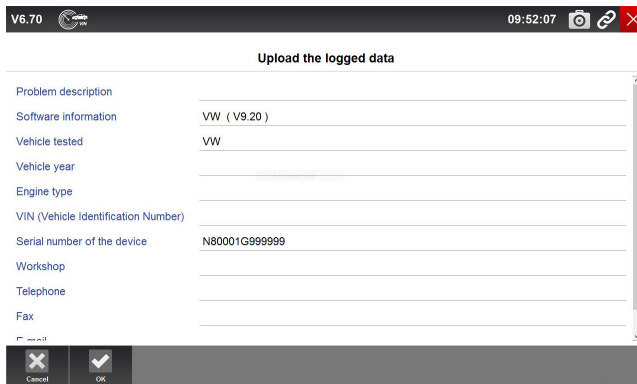 V6.70 VIN 09:52:07
Upload the logged data
Problem description
Software information VW ( V9.20 )
Vehicle tested VW
Vehicle year
Engine type
VIN (Vehicle Identification Number)
Serial number of the device N80001G999999
Workshop
Telephone
Fax
E-mail
Cancel OK